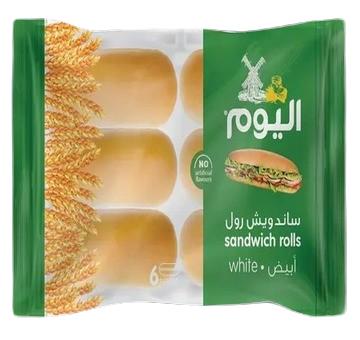 اليوم
NO
artificial
flavours
ساندويش رول
sandwich rolls
أبيض • white
6